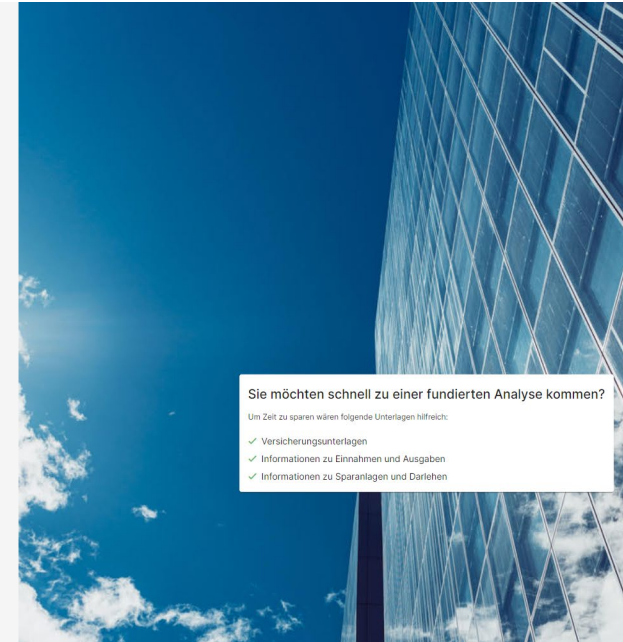 Sie möchten schnell zu einer fundierten Analyse kommen?
Um Zeit zu sparen wären folgende Unterlagen hilfreich:
Versicherungsunterlagen
Informationen zu Einnahmen und Ausgaben
Informationen zu Sparanlagen und Darlehen